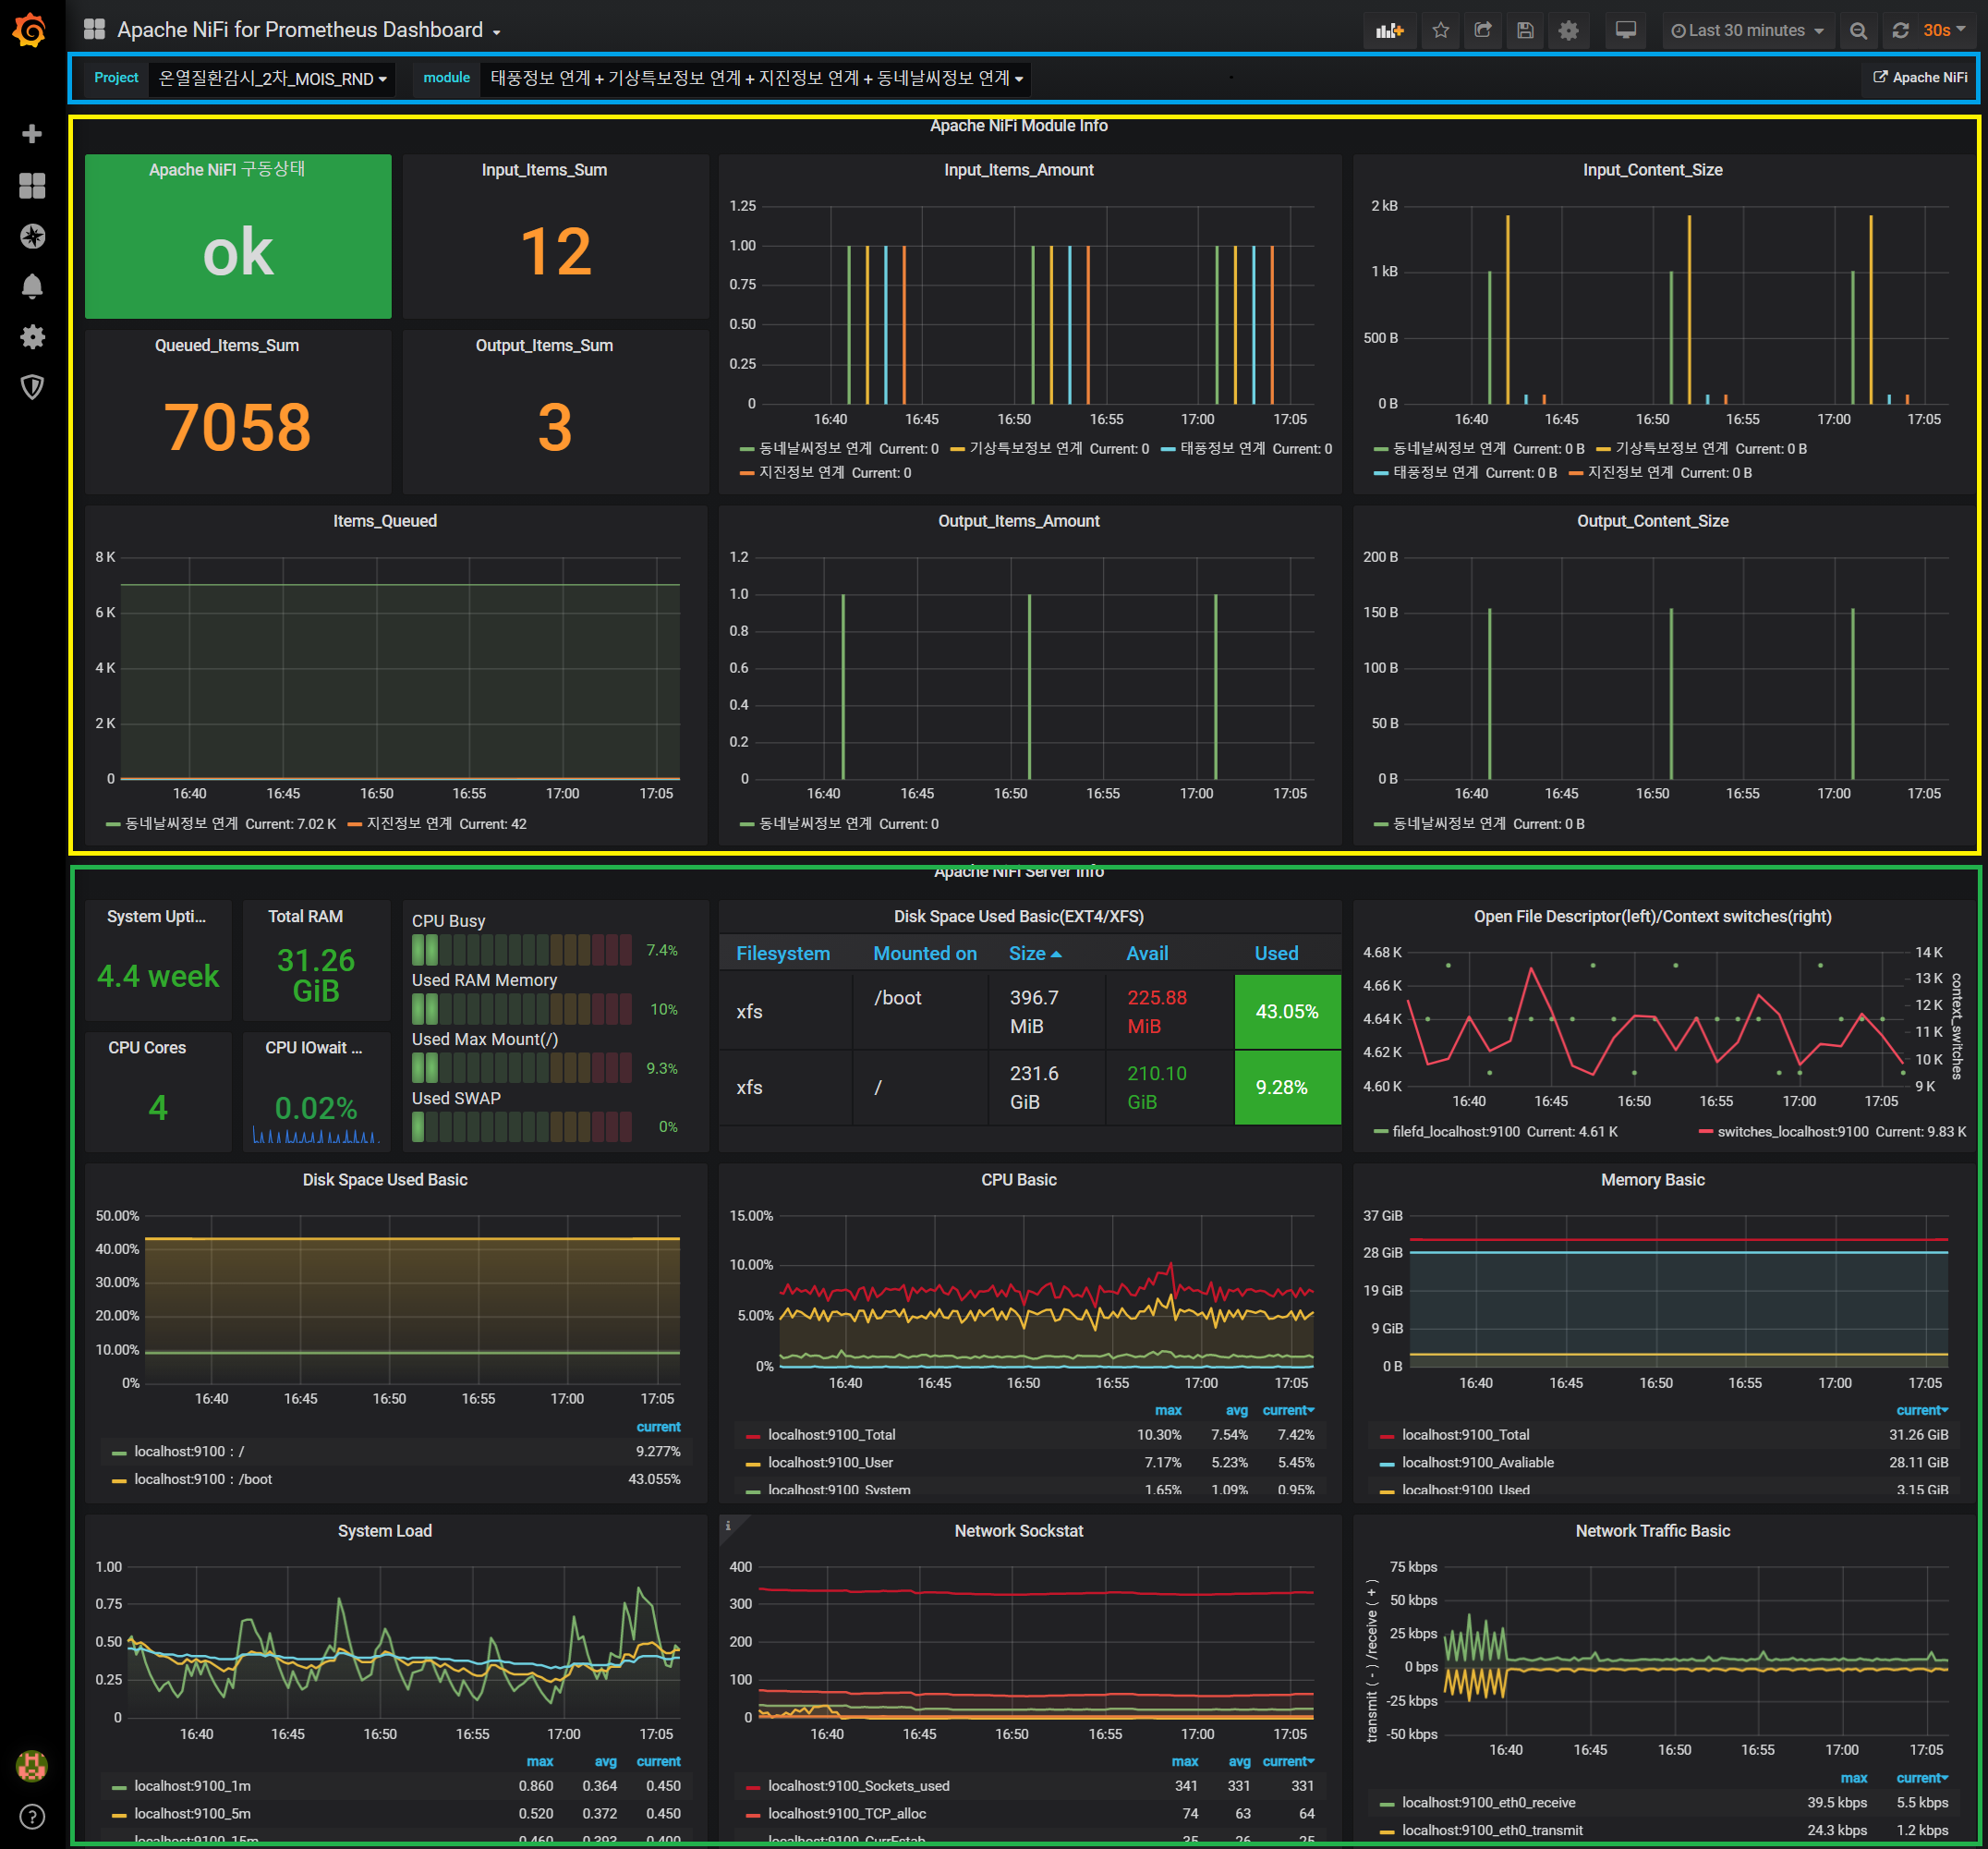 Apache NiFi for Prometheus Dashboard
Last 30 minutes
30s
Project 온열질환감시_2차_MOIS_RND
module 태풍정보 연계 + 기상특보정보 연계 + 지진정보 연계 + 동네날씨정보 연계
Apache NiFi
Apache NiFi Module Info
Apache NiFI 구동상태
ok
Input_Items_Sum
12
Queued_Items_Sum
7058
Output_Items_Sum
3
Input_Items_Amount
1.25
1.00
0.75
0.50
0.25
0
16:40 16:45 16:50 16:55 17:00 17:05
동네날씨정보 연계 Current: 0 기상특보정보 연계 Current: 0 태풍정보 연계 Current: 0
지진정보 연계 Current: 0
Input_Content_Size
2 kB
1 kB
500 B
0 B
16:40 16:45 16:50 16:55 17:00 17:05
동네날씨정보 연계 Current: 0 B 기상특보정보 연계 Current: 0 B
태풍정보 연계 Current: 0 B 지진정보 연계 Current: 0 B
Items_Queued
8 K
6 K
4 K
2 K
0
16:40 16:45 16:50 16:55 17:00 17:05
동네날씨정보 연계 Current: 7.02 K 지진정보 연계 Current: 42
Output_Items_Amount
1.2
1.0
0.8
0.6
0.4
0.2
0
16:40 16:45 16:50 16:55 17:00 17:05
동네날씨정보 연계 Current: 0
Output_Content_Size
200 B
150 B
100 B
50 B
0 B
16:40 16:45 16:50 16:55 17:00 17:05
동네날씨정보 연계 Current: 0 B
Apache NiFi Server Info
System Upti...
4.4 week
Total RAM
31.26
GiB
CPU Cores
4
CPU IOwait ...
0.02%
CPU Busy
7.4%
Used RAM Memory
10%
Used Max Mount(/)
9.3%
Used SWAP
0%
Disk Space Used Basic(EXT4/XFS)
Filesystem Mounted on Size Avail Used
xfs /boot 396.7 MiB 225.88 MiB 43.05%
xfs / 231.6 GiB 210.10 GiB 9.28%
Open File Descriptor(left)/Context switches(right)
4.68 K
4.66 K
4.64 K
4.62 K
4.60 K
14 K
13 K
12 K
11 K
10 K
9 K
context_switches
16:40 16:45 16:50 16:55 17:00 17:05
filefd_localhost:9100 Current: 4.61 K switches_localhost:9100 Current: 9.83 K
Disk Space Used Basic
50.00%
40.00%
30.00%
20.00%
10.00%
0%
16:40 16:45 16:50 16:55 17:00 17:05
current
localhost:9100 : / 9.277%
localhost:9100 : /boot 43.055%
CPU Basic
15.00%
10.00%
5.00%
0%
16:40 16:45 16:50 16:55 17:00 17:05
max avg current
localhost:9100_Total 10.30% 7.54% 7.42%
localhost:9100_User 7.17% 5.23% 5.45%
localhost:9100_System 1.65% 1.09% 0.95%
Memory Basic
37 GiB
28 GiB
19 GiB
9 GiB
0 B
16:40 16:45 16:50 16:55 17:00 17:05
current
localhost:9100_Total 31.26 GiB
localhost:9100_Avaliable 28.11 GiB
localhost:9100_Used 3.15 GiB
System Load
1.00
0.75
0.50
0.25
0
16:40 16:45 16:50 16:55 17:00 17:05
max avg current
localhost:9100_1m 0.860 0.364 0.450
localhost:9100_5m 0.520 0.372 0.450
localhost:9100_15m 0.460 0.393 0.400
Network Sockstat
400
300
200
100
0
16:40 16:45 16:50 16:55 17:00 17:05
max avg current
localhost:9100_Sockets_used 341 331 331
localhost:9100_TCP_alloc 74 63 64
localhost:9100_CurrEstab 35 26 25
Network Traffic Basic
transmit ( - ) /receive ( + )
75 kbps
50 kbps
25 kbps
0 bps
-25 kbps
-50 kbps
16:40 16:45 16:50 16:55 17:00 17:05
max current
localhost:9100_eth0_receive 39.5 kbps 5.5 kbps
localhost:9100_eth0_transmit 24.3 kbps 1.2 kbps